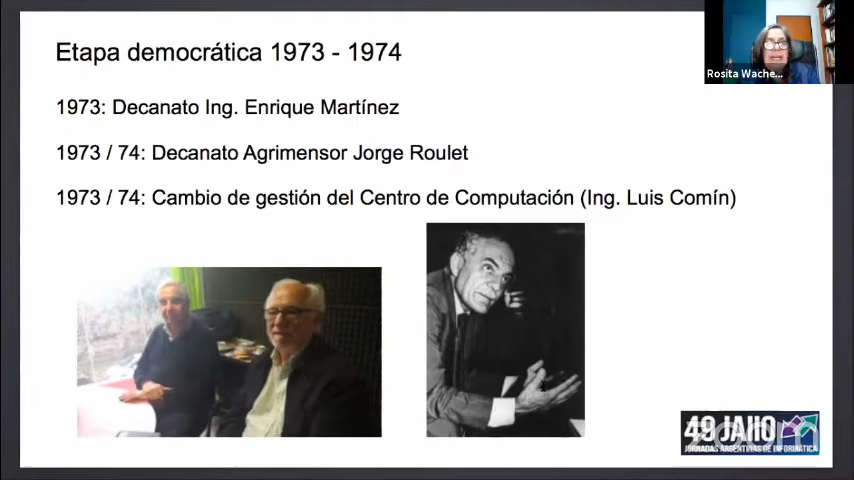 Etapa democrática 1973 - 1974
Rosita Wache...
1973: Decanato Ing. Enrique Martínez
1973 / 74: Decanato Agrimensor Jorge Roulet
1973 / 74: Cambio de gestión del Centro de Computación (Ing. Luis Comín)
49 JAIIO
zoom
JORNADAS ARGENTINAS DE INFORMÁTICA